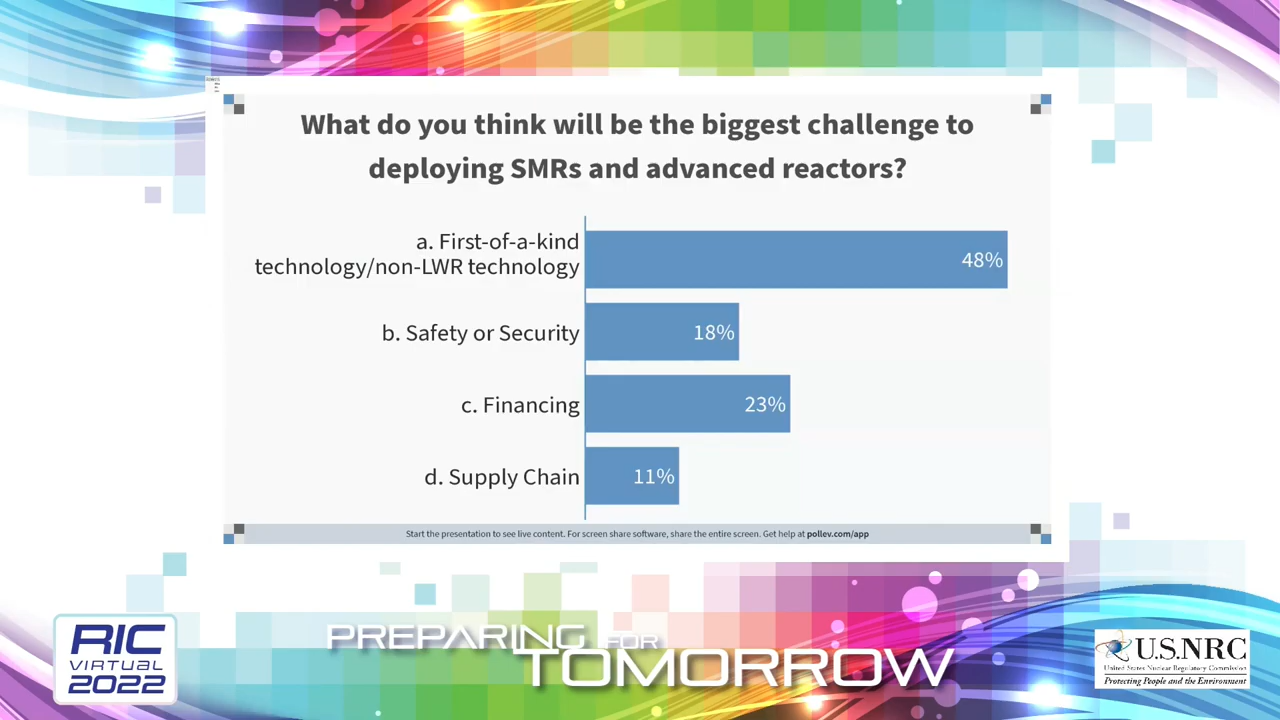 What do you think will be the biggest challenge to
deploying SMRs and advanced reactors?
a. First-of-a-kind
technology/non-LWR technology
48%
b. Safety or Security
18%
c. Financing
23%
d. Supply Chain
11%
Start the presentation to see live content. For screen share software, share the entire screen. Get help at pollev.com/app
RIC
VIRTUAL
2022
PREPARING FOR
TOMORROW
U.S.NRC
United States Nuclear Regulatory Commission
Protecting People and the Environment